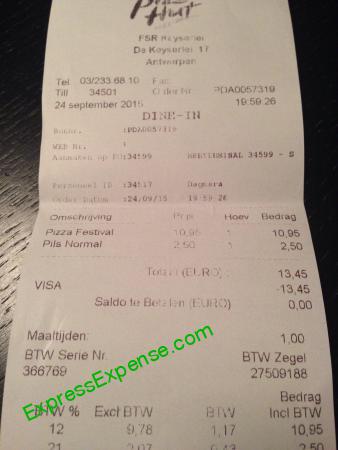 Pizza Hut
FSR Keyserlei
De Keyserlei 17
Antwerpen
Tel 03/233.68.10 Fax
Till 34501 Order Nr. PDA0057319
24 september 2015 19:59:26
DINE-IN
Bonnr. :PDA0057319
WEB Nr. :
Aanmaken op PC:34599 - S
Personeel ID :34517 Dagmara
Order Datum :24/09/15 19:59:26
Omschrijving Prijs Hoev Bedrag
Pizza Festival 10,95 1 10,95
Pils Normal 2,50 1 2,50
Totaal (EURO) : 13,45
VISA -13,45
Saldo te Betalen (EURO) 0,00
Maaltijden: 1,00
BTW Serie Nr. BTW Zegel
366769 27509188
ExpressExpense.com
Bedrag
BTW % Excl BTW BTW Incl BTW
12 9,78 1,17 10,95
21 2,07 0,43 2,50